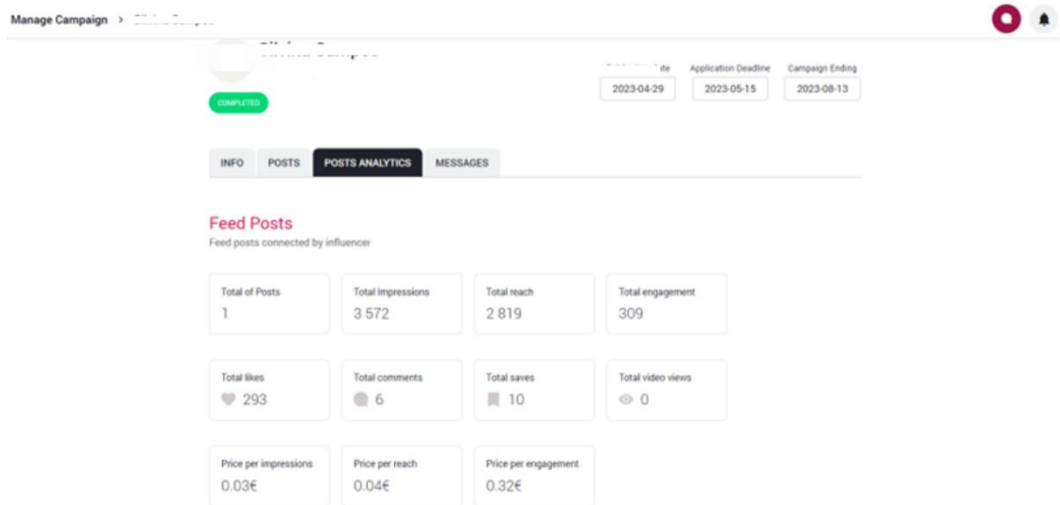 Manage Campaign >
COMPLETED
Application Deadline Campaign Ending
2023-04-29 2023-05-15 2023-08-13
INFO POSTS POSTS ANALYTICS MESSAGES
Feed Posts
Feed posts connected by influencer
Total of Posts Total Impressions Total reach Total engagement
1 3 572 2 819 309
Total likes Total comments Total saves Total video views
293 6 10 0
Price per impressions Price per reach Price per engagement
0.03€ 0.04€ 0.32€